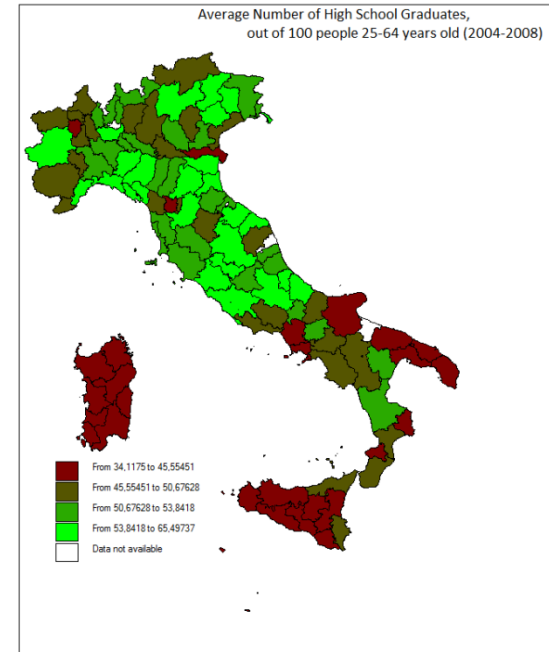 Average Number of High School Graduates,
out of 100 people 25-64 years old (2004-2008)
From 34,1175 to 45,55451
From 45,55451 to 50,67628
From 50,67628 to 53,8418
From 53,8418 to 65,49737
Data not available